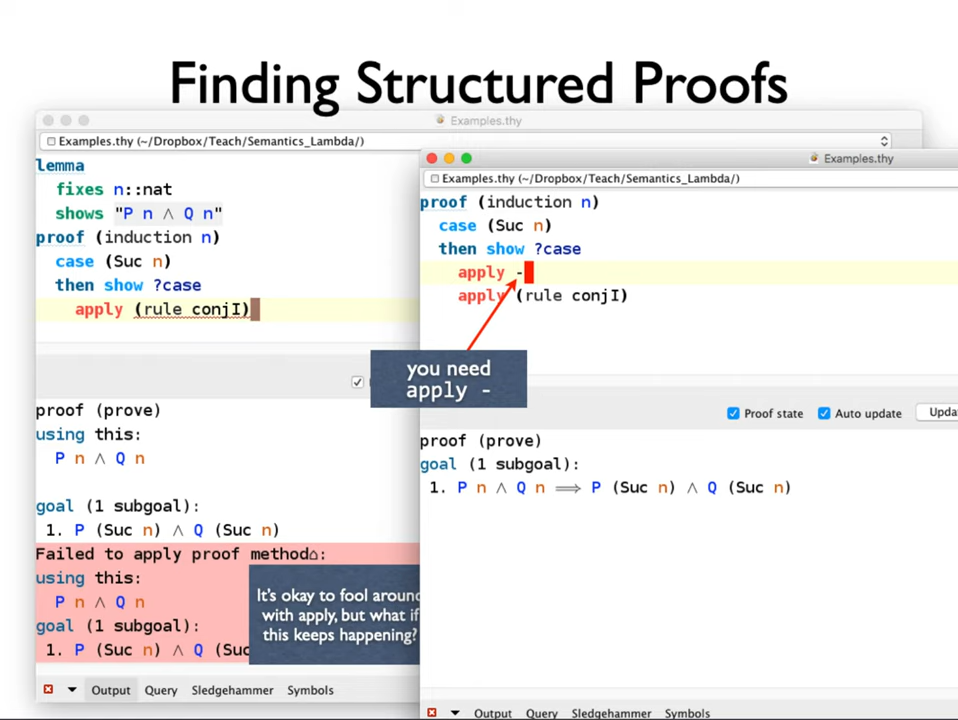 Finding Structured Proofs
Examples.thy
Examples.thy (~/Dropbox/Teach/Semantics_Lambda/)
lemma
fixes n::nat
shows "P n ∧ Q n"
proof (induction n)
case (Suc n)
then show ?case
apply (rule conjI)
proof (prove)
using this:
P n ∧ Q n
goal (1 subgoal):
1. P (Suc n) ∧ Q (Suc n)
Failed to apply proof method⌂:
using this:
P n ∧ Q n
goal (1 subgoal):
1. P (Suc n) ∧ Q (Suc
It's okay to fool around
with apply, but what if
this keeps happening?
Output Query Sledgehammer Symbols
Examples.thy
Examples.thy (~/Dropbox/Teach/Semantics_Lambda/)
proof (induction n)
case (Suc n)
then show ?case
apply -
apply (rule conjI)
you need
apply -
Proof state Auto update
proof (prove)
goal (1 subgoal):
1. P n ∧ Q n ⟹ P (Suc n) ∧ Q (Suc n)
Output Query Sledgehammer Symbols